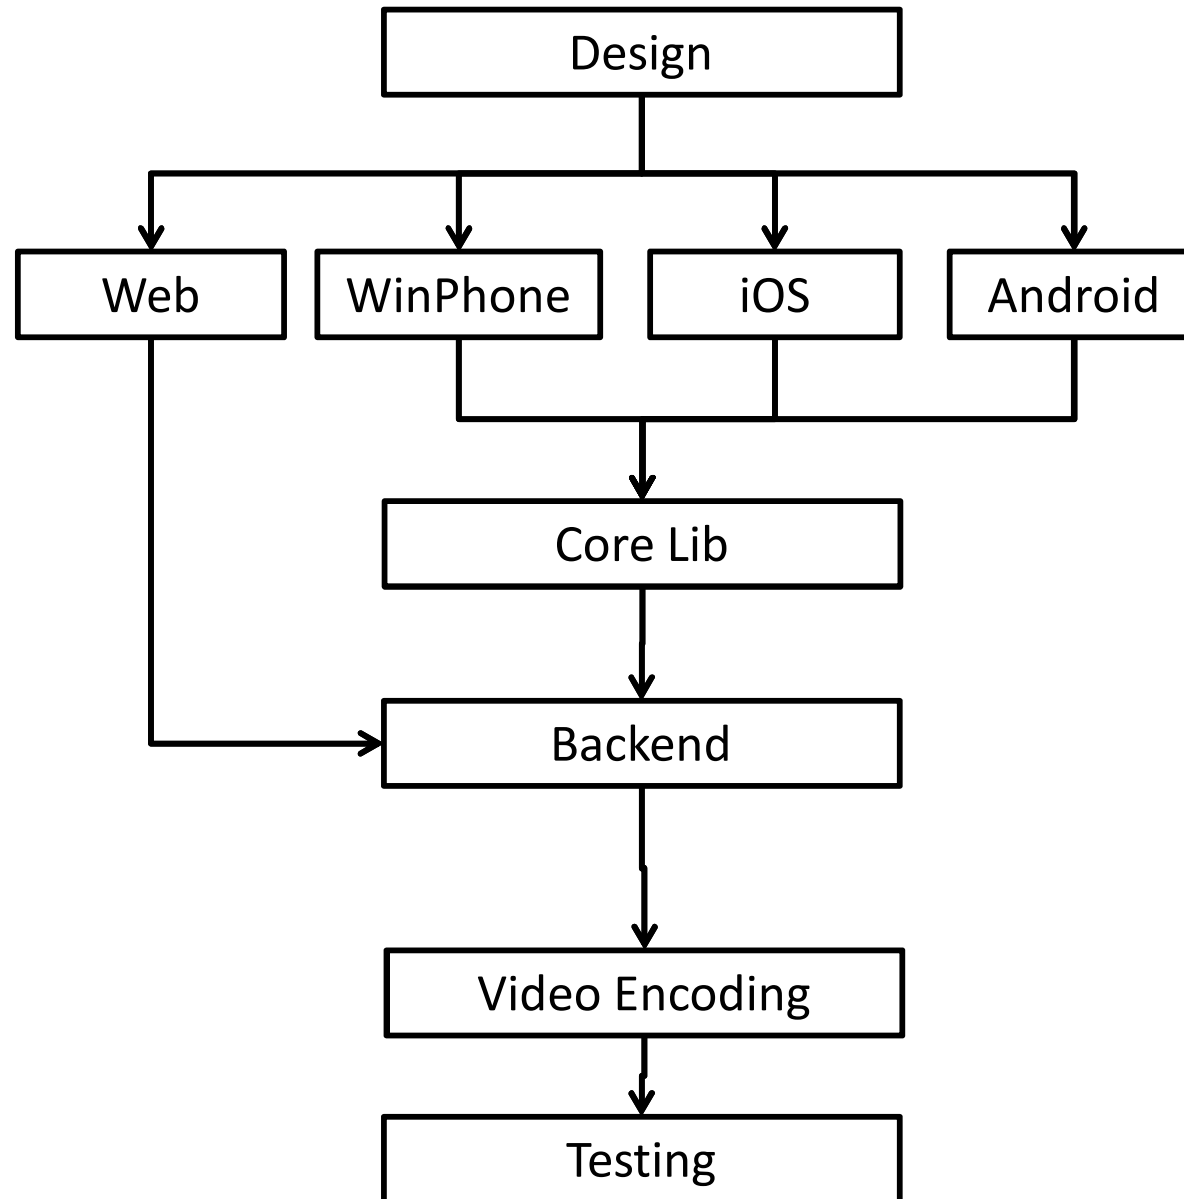 Design
Web
WinPhone
iOS
Android
Core Lib
Backend
Video Encoding
Testing